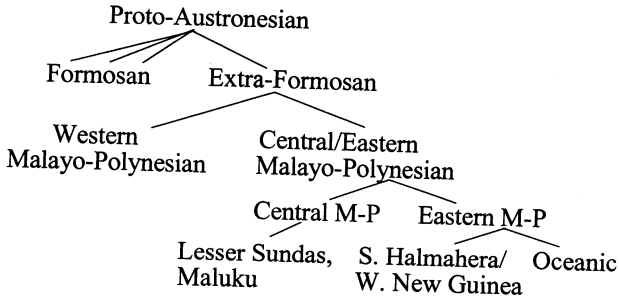 Proto-Austronesian
Formosan
Extra-Formosan
Western
Malayo-Polynesian
Central/Eastern
Malayo-Polynesian
Central M-P
Eastern M-P
Lesser Sundas,
Maluku
S. Halmahera/
W. New Guinea
Oceanic